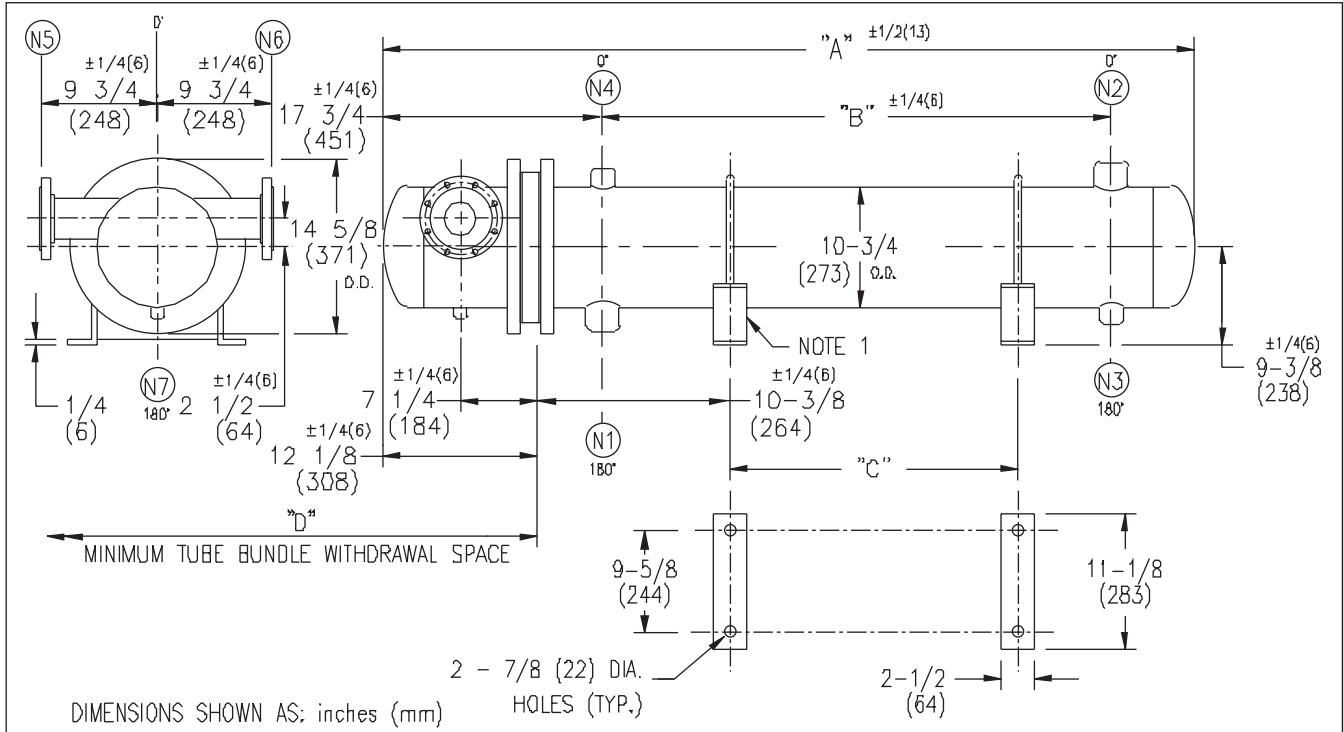 N5
0°
N6
±1/4(6)
9 3/4
(248)
±1/4(6)
9 3/4
(248)
"A" ±1/2(13)
±1/4(6)
17 3/4
(451)
0°
N4
"B" ±1/4(6)
0°
N2
14 5/8
(371)
O.D.
10-3/4
(273) O.D.
NOTE 1
N7
180°
1/4
(6)
±1/4(6)
2 1/2
(64)
±1/4(6)
7 1/4
(184)
±1/4(6)
12 1/8
(308)
N1
180°
±1/4(6)
10-3/8
(264)
N3
180°
±1/4(6)
9-3/8
(238)
"C"
"D"
MINIMUM TUBE BUNDLE WITHDRAWAL SPACE
9-5/8
(244)
11-1/8
(283)
2 - 7/8 (22) DIA.
HOLES (TYP.)
2-1/2
(64)
DIMENSIONS SHOWN AS: inches (mm)